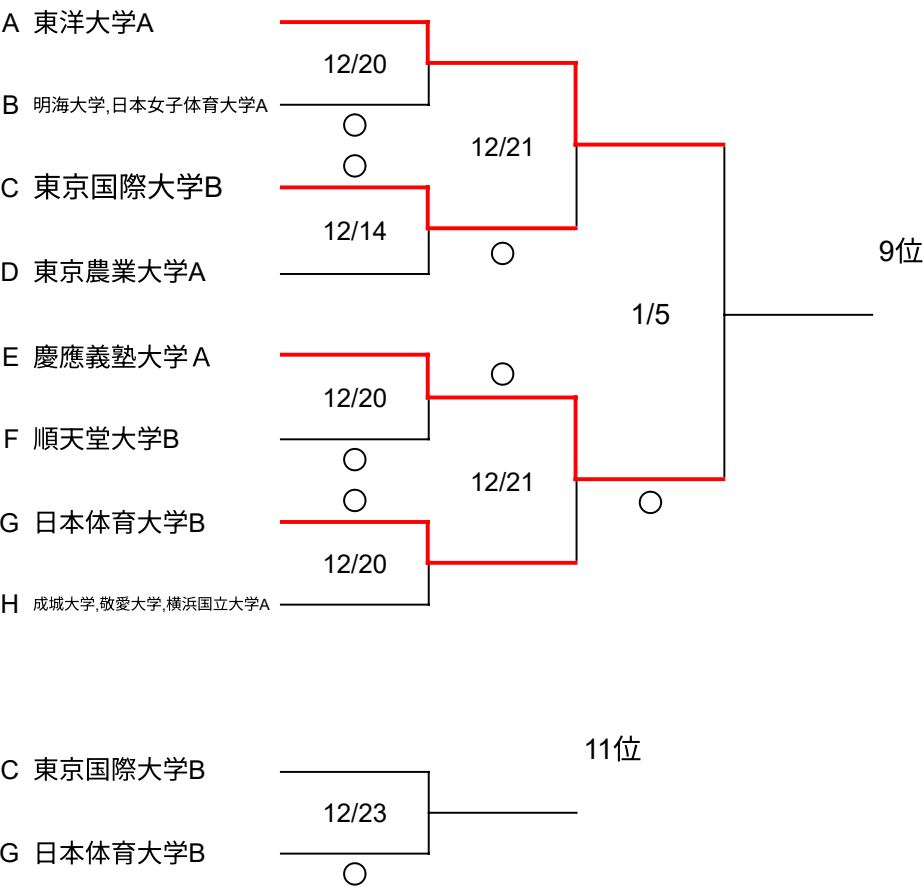 A 東洋大学A
12/20
B 明海大学,日本女子体育大学A
12/21
C 東京国際大学B
12/14
D 東京農業大学A
9位
1/5
E 慶應義塾大学 A
12/20
F 順天堂大学B
12/21
G 日本体育大学B
12/20
H 成城大学,敬愛大学,横浜国立大学A
11位
C 東京国際大学B
12/23
G 日本体育大学B